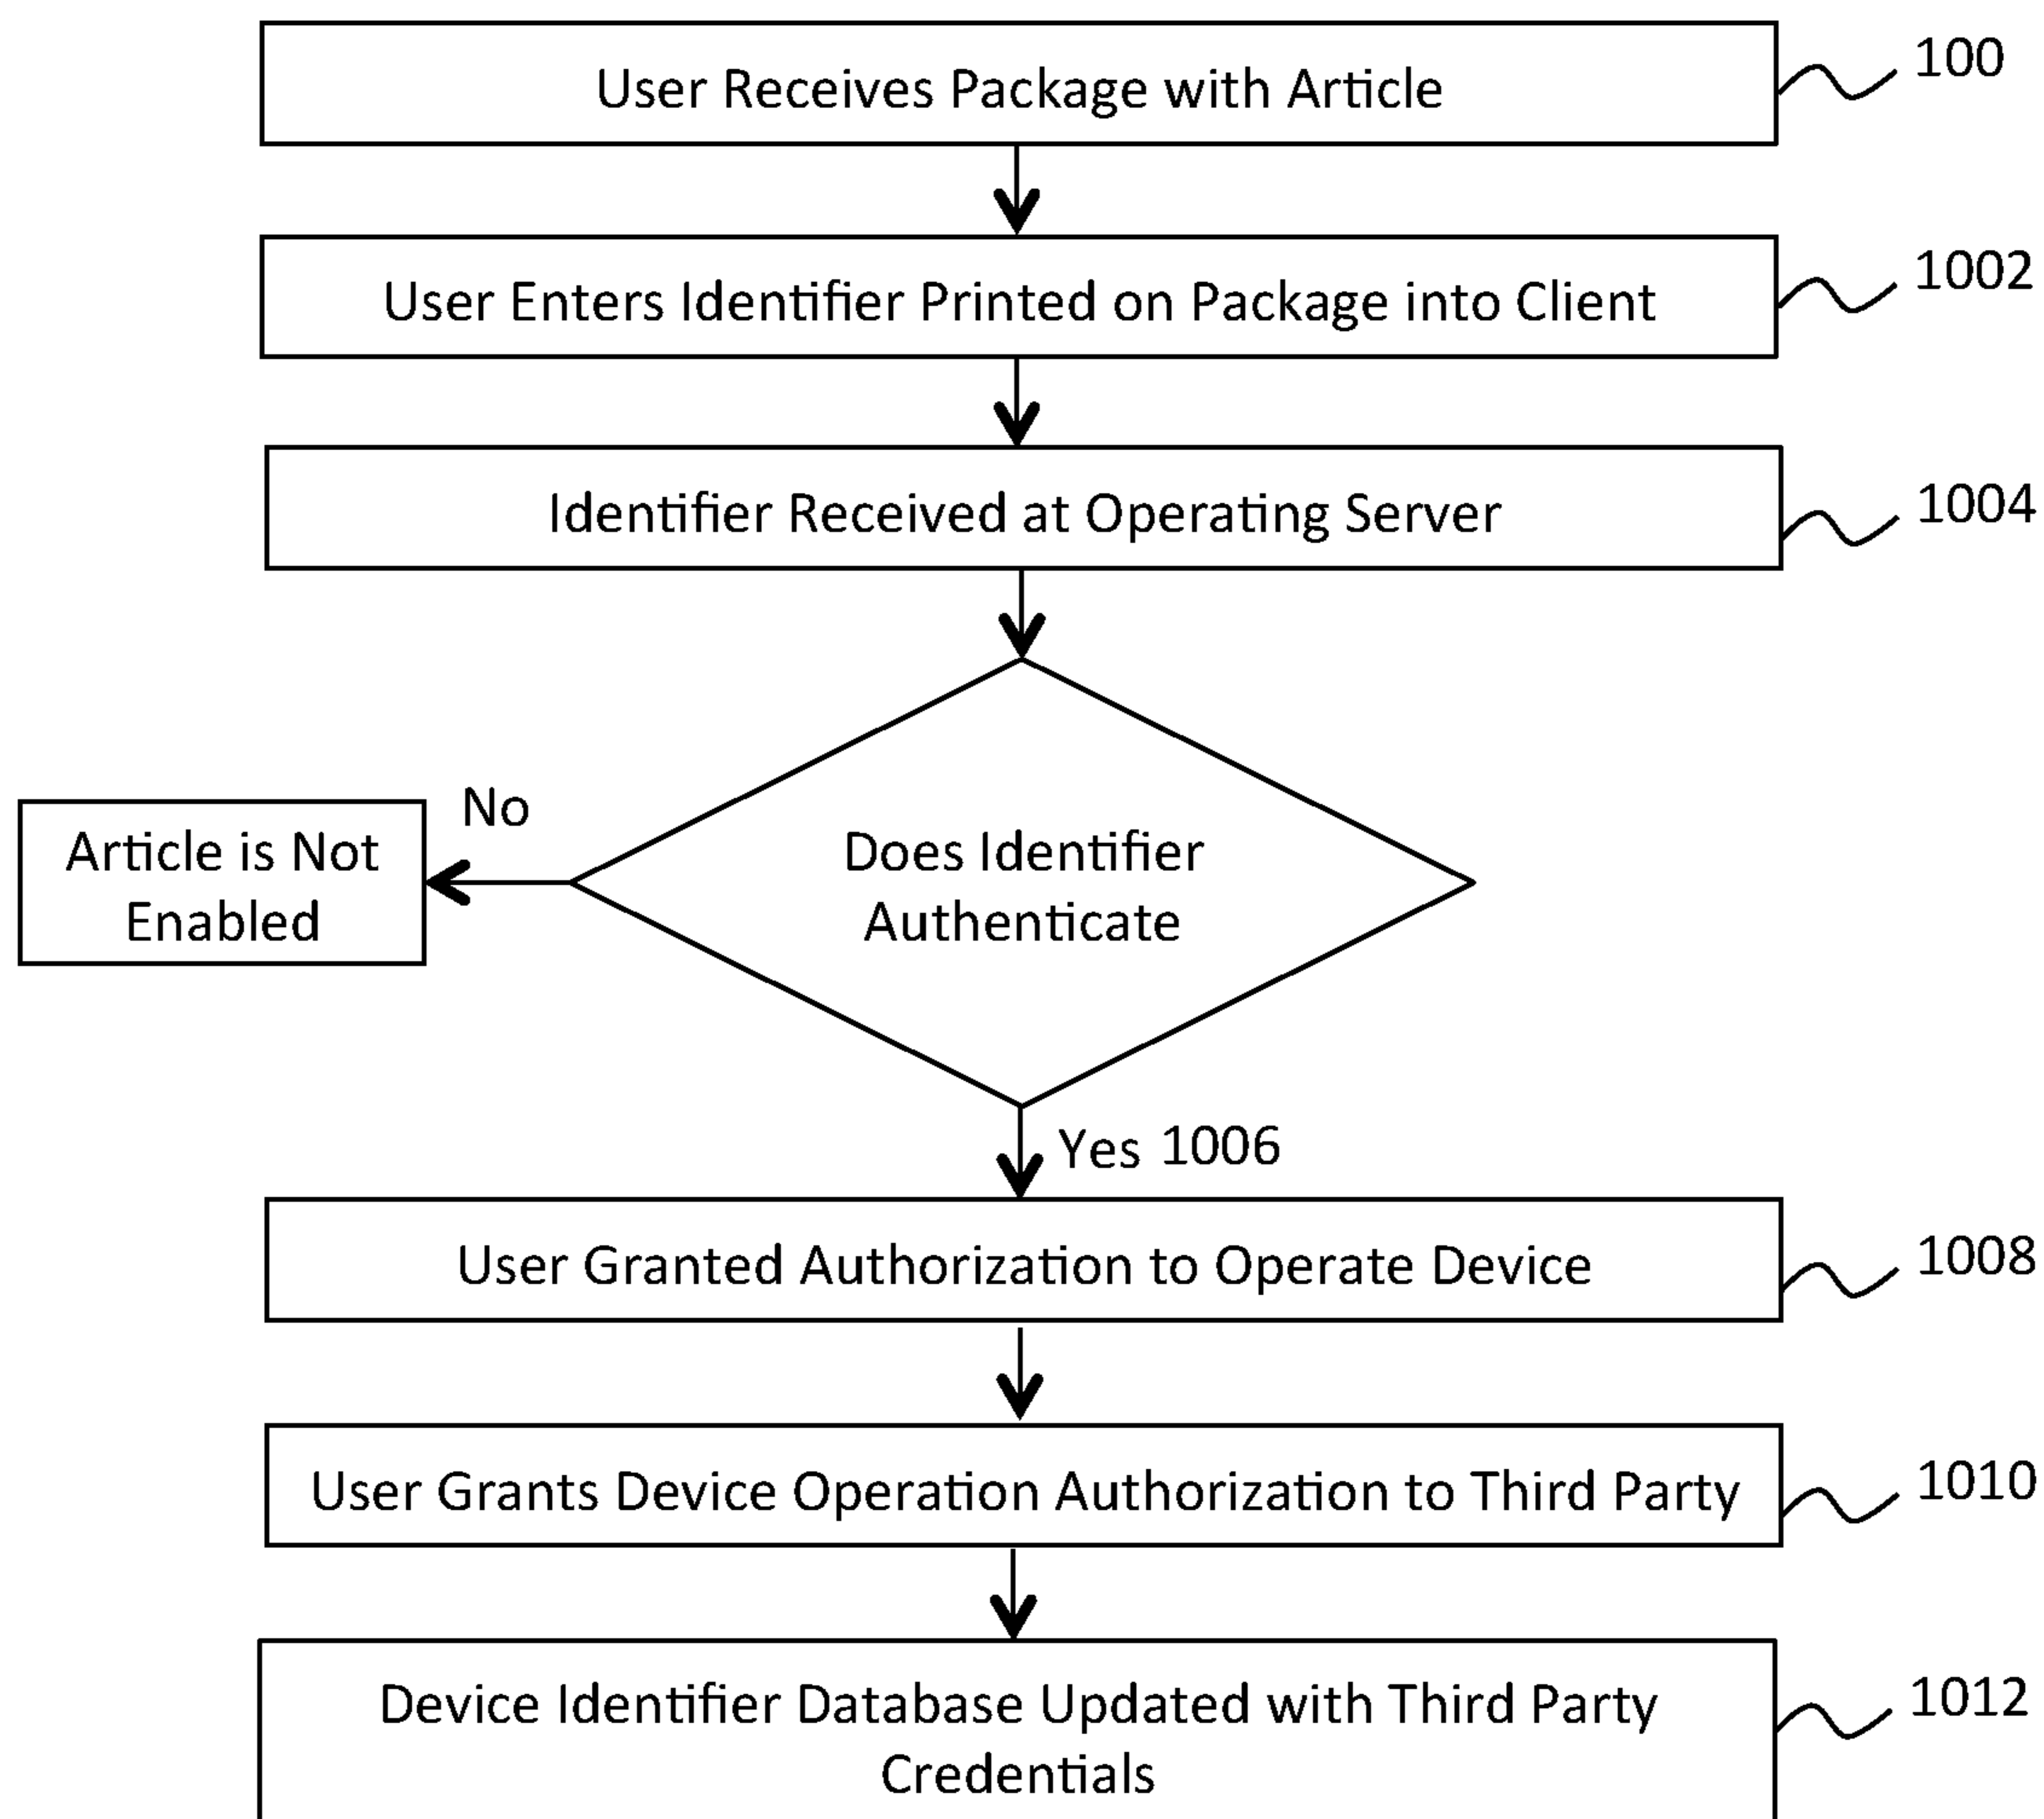 User Receives Package with Article
100
User Enters Identifier Printed on Package into Client
1002
Identifier Received at Operating Server
1004
No
Article is Not
Enabled
Does Identifier
Authenticate
Yes 1006
User Granted Authorization to Operate Device
1008
User Grants Device Operation Authorization to Third Party
1010
Device Identifier Database Updated with Third Party
Credentials
1012